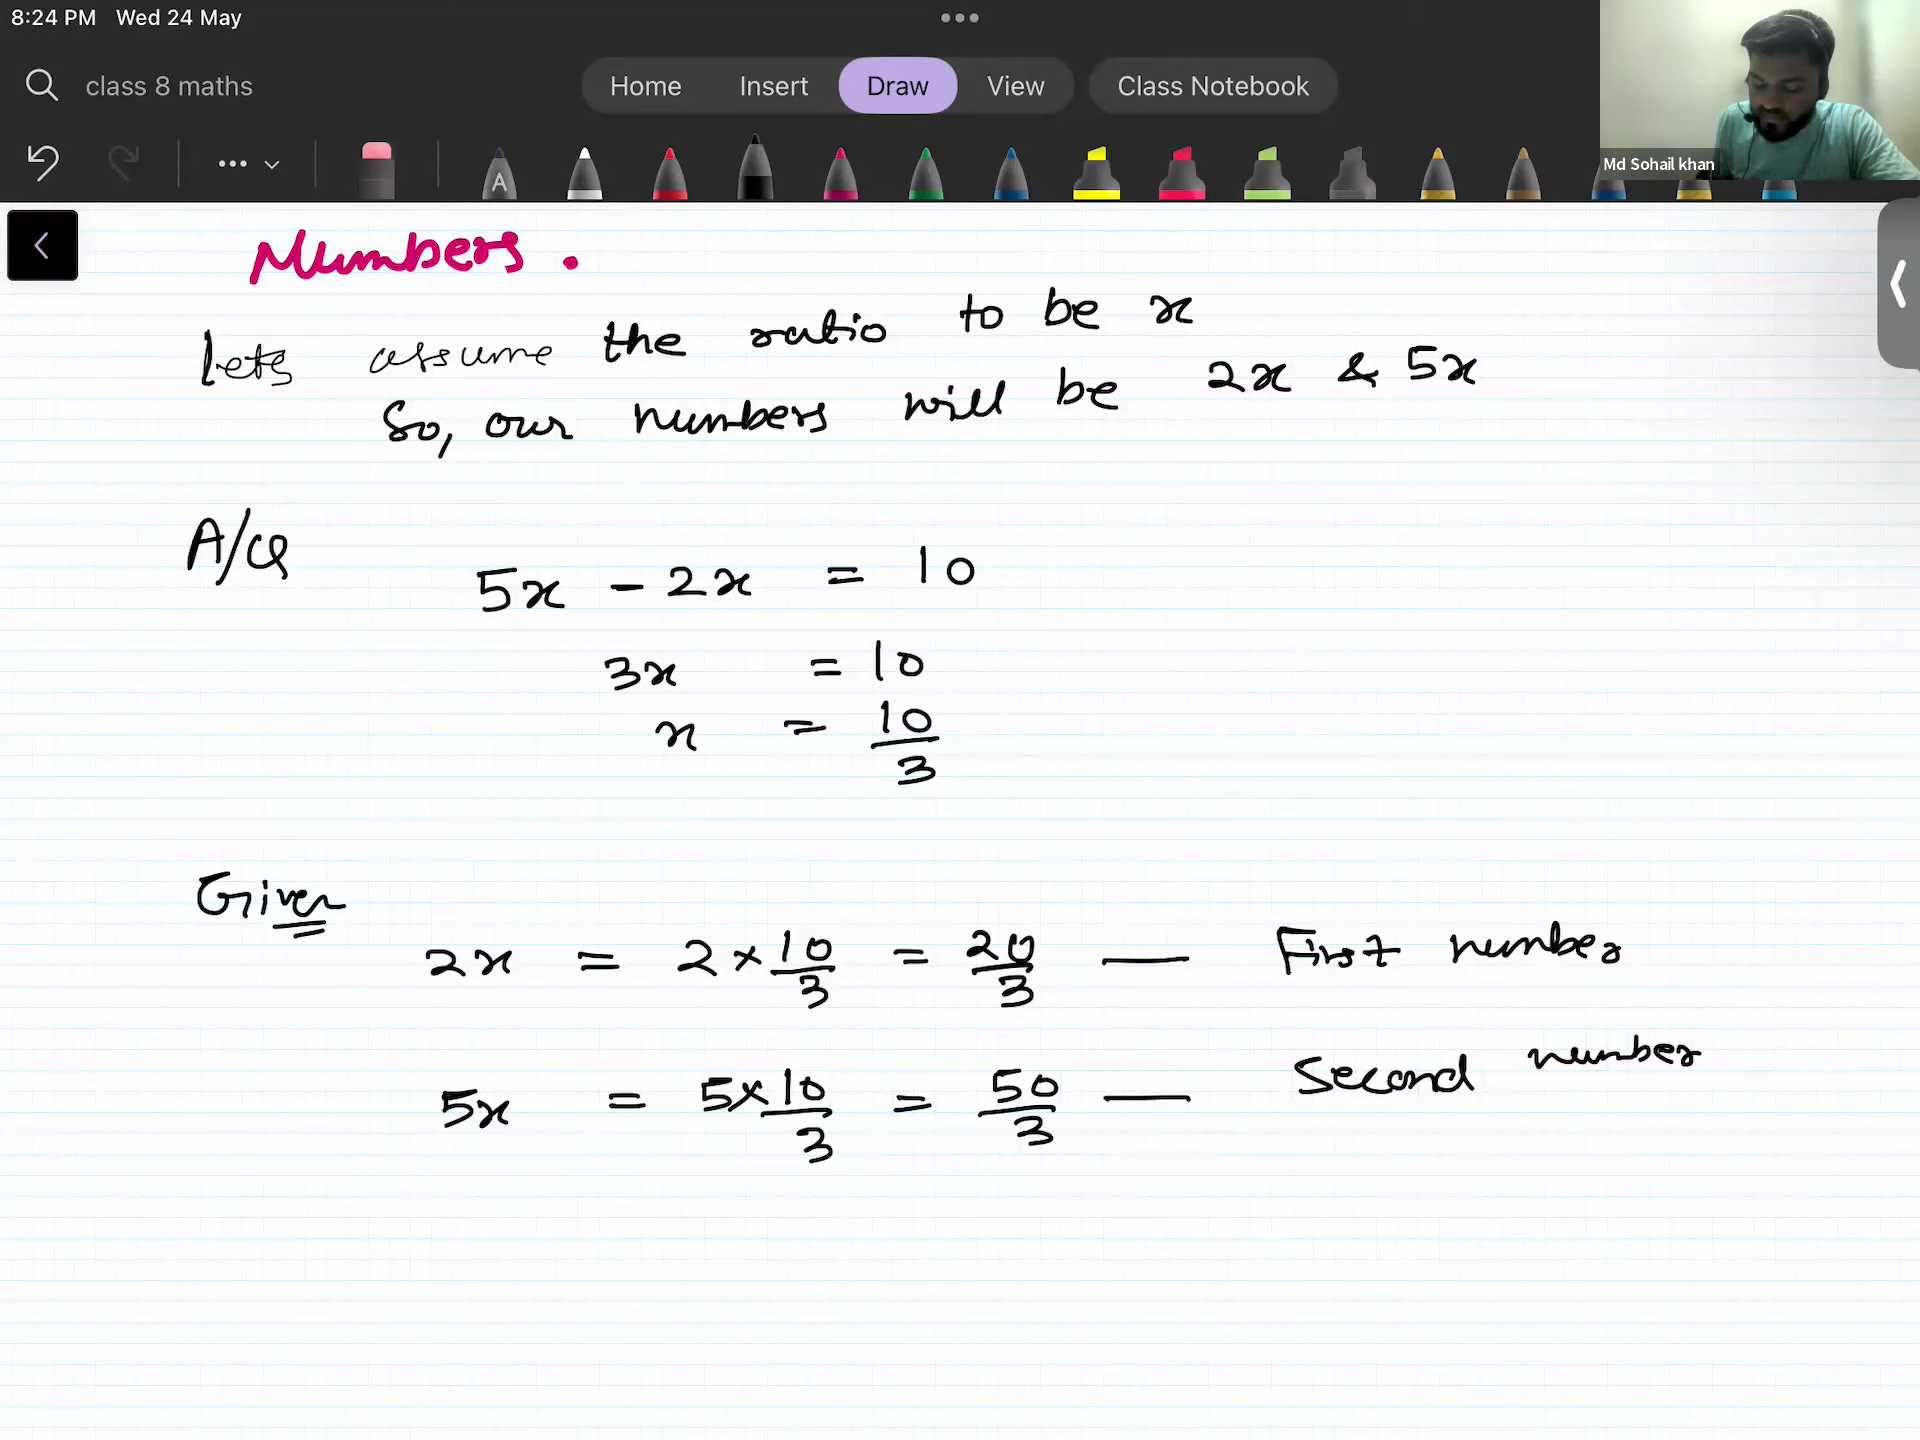 8:24 PM Wed 24 May
class 8 maths
Home Insert Draw View Class Notebook
A
Md Sohail khan
Numbers.
Lets assume the ratio to be x
So, our numbers will be 2x & 5x
A/Q
5x - 2x = 10
3x = 10
x = 10/3
Given
2x = 2 × 10/3 = 20/3 — First number
5x = 5 × 10/3 = 50/3 — Second number